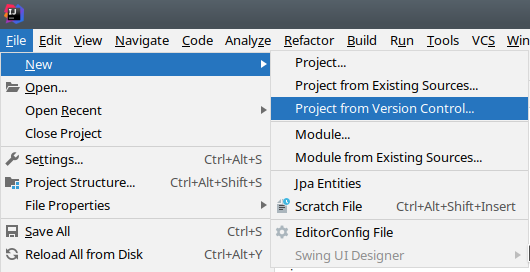 IJ
File Edit View Navigate Code Analyze Refactor Build Run Tools VCS Win
New
Open...
Open Recent
Close Project
Settings... Ctrl+Alt+S
Project Structure... Ctrl+Alt+Shift+S
File Properties
Save All Ctrl+S
Reload All from Disk Ctrl+Alt+Y
Project...
Project from Existing Sources...
Project from Version Control...
Module...
Module from Existing Sources...
Jpa Entities
Scratch File Ctrl+Alt+Shift+Insert
EditorConfig File
Swing UI Designer